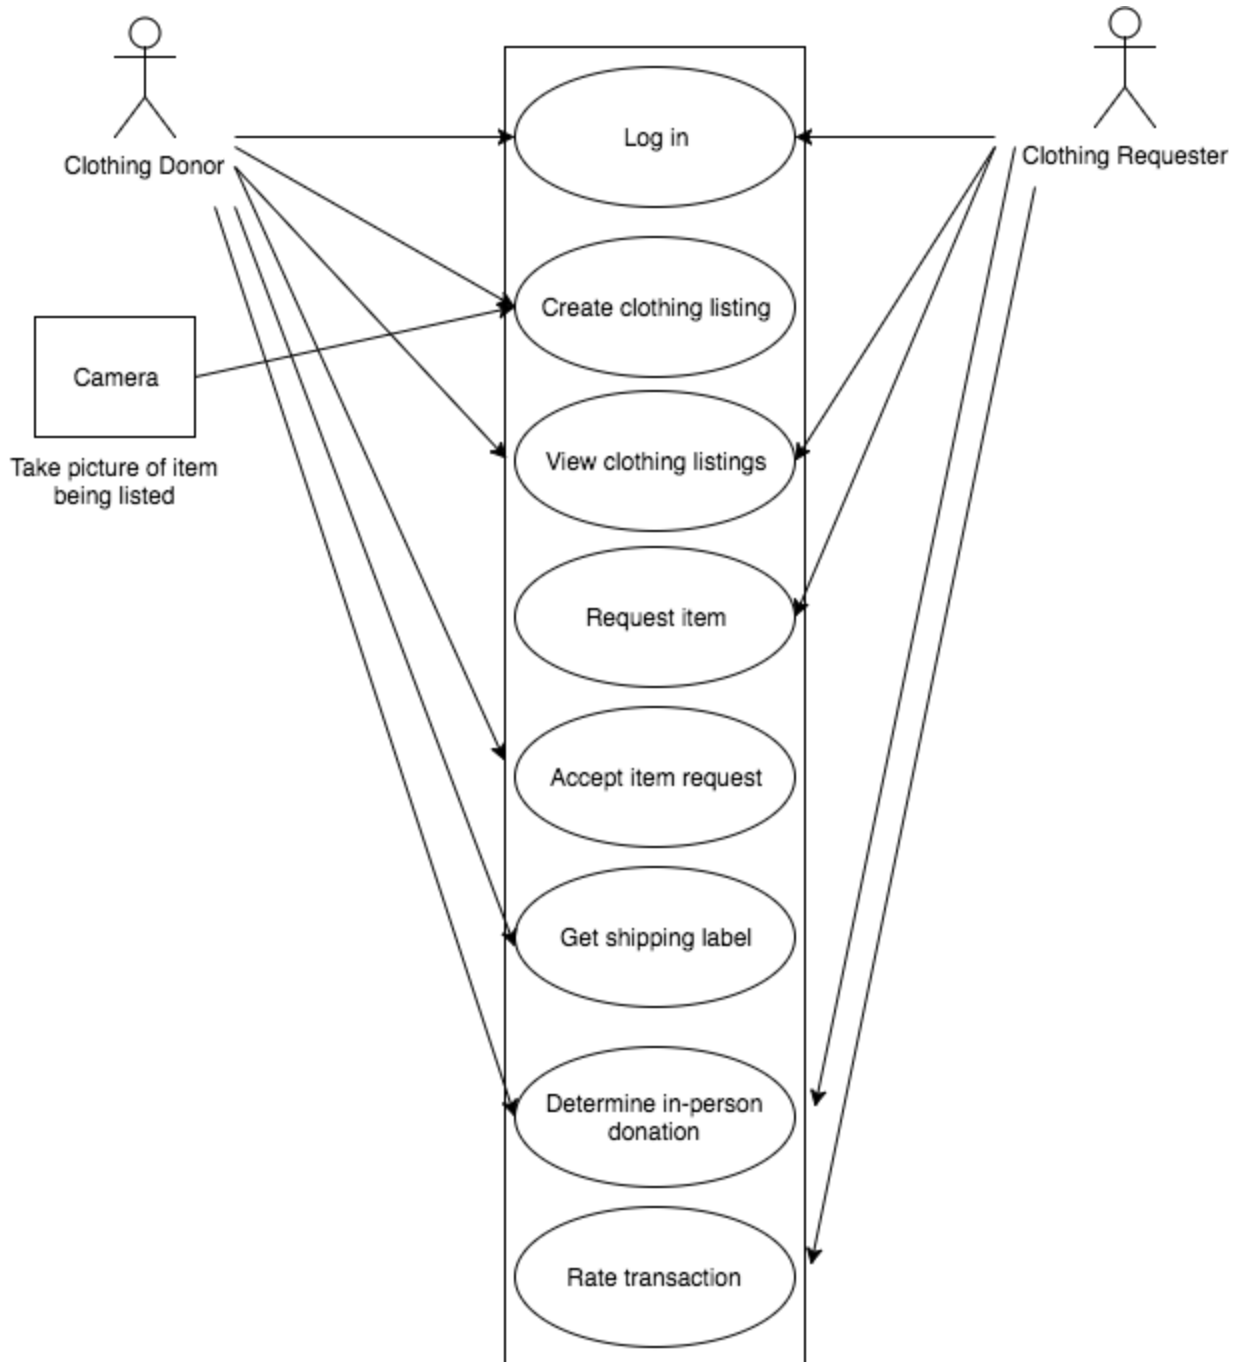 Clothing Donor
Clothing Requester
Log in
Create clothing listing
Camera
Take picture of item
being listed
View clothing listings
Request item
Accept item request
Get shipping label
Determine in-person
donation
Rate transaction